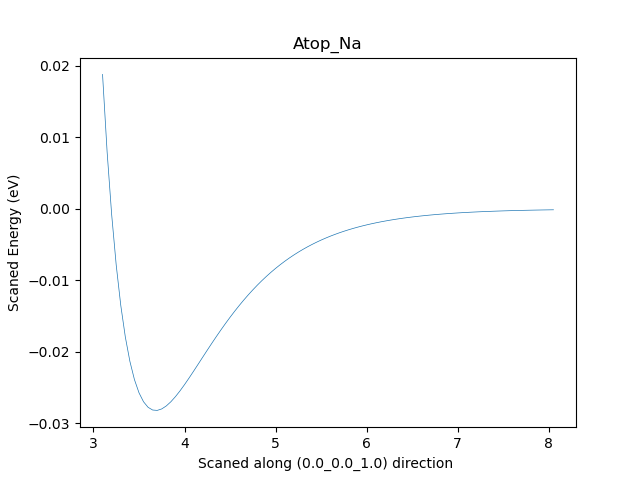 Atop_Na
0.02
0.01
0.00
−0.01
−0.02
−0.03
Scaned Energy (eV)
3 4 5 6 7 8
Scaned along (0.0_0.0_1.0) direction